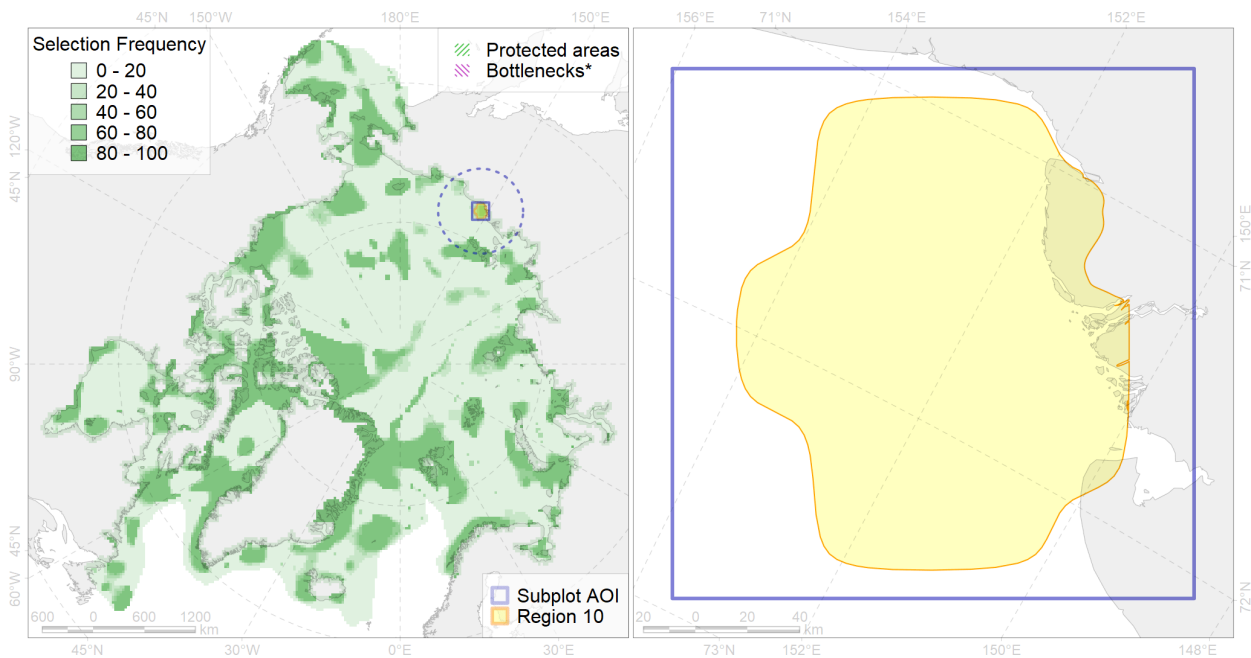 45°N 150°W 180°E 150°E
156°E 71°N 154°E 152°E
Selection Frequency
0 - 20
20 - 40
40 - 60
60 - 80
80 - 100
Protected areas
Bottlenecks*
120°W
45°N
90°W
45°N
60°W
150°E
71°N
72°N
Subplot AOI
Region 10
600 0 600 1200
km
20 0 20 40
km
45°N 30°W 0°E 30°E
73°N 152°E 150°E 148°E